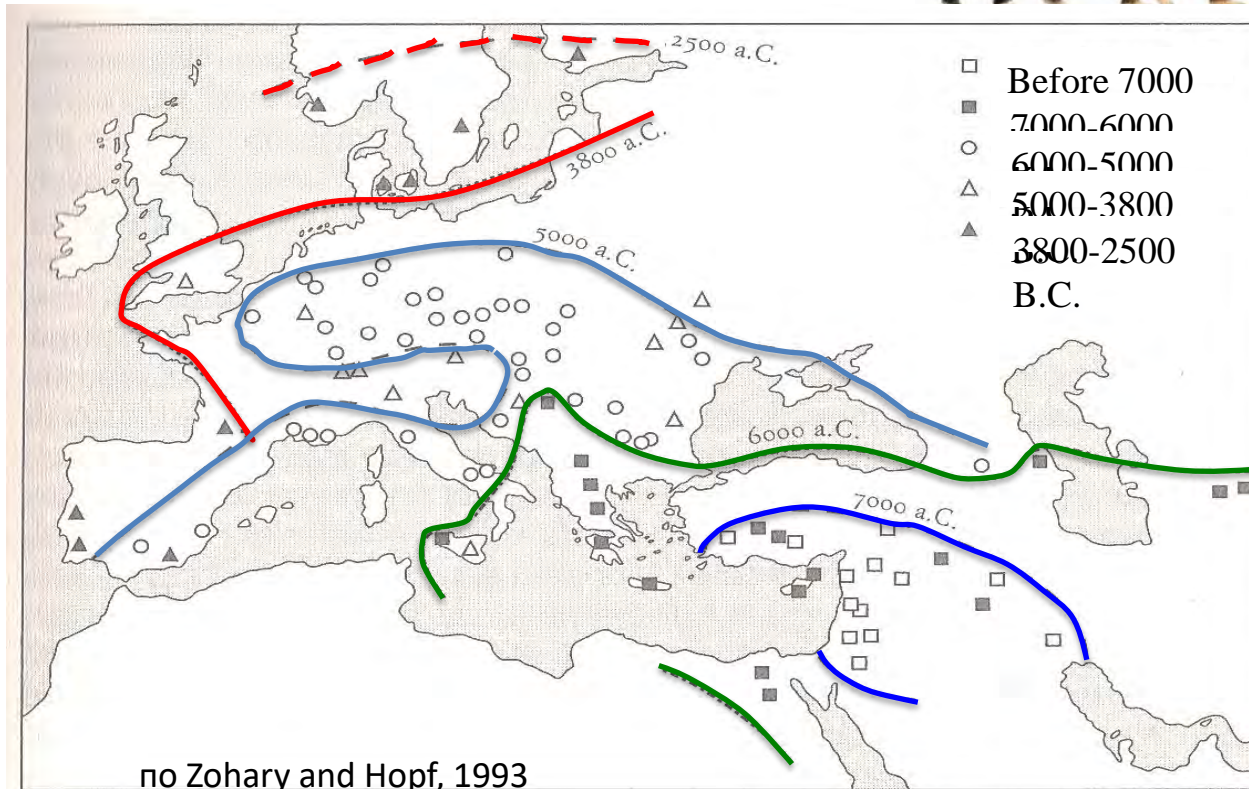 2500 a.C.
3800 a.C.
5000 a.C.
6000 a.C.
7000 a.C.
Before 7000
7000-6000
6000-5000
5000-3800
3800-2500
B.C.
по Zohary and Hopf, 1993